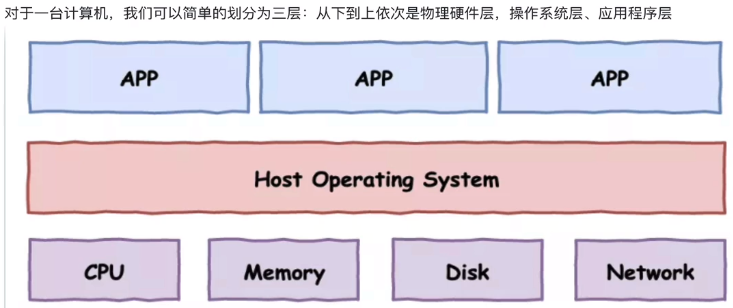 对于一台计算机，我们可以简单的划分为三层：从下到上依次是物理硬件层，操作系统层、应用程序层
APP APP APP
Host Operating System
CPU Memory Disk Network